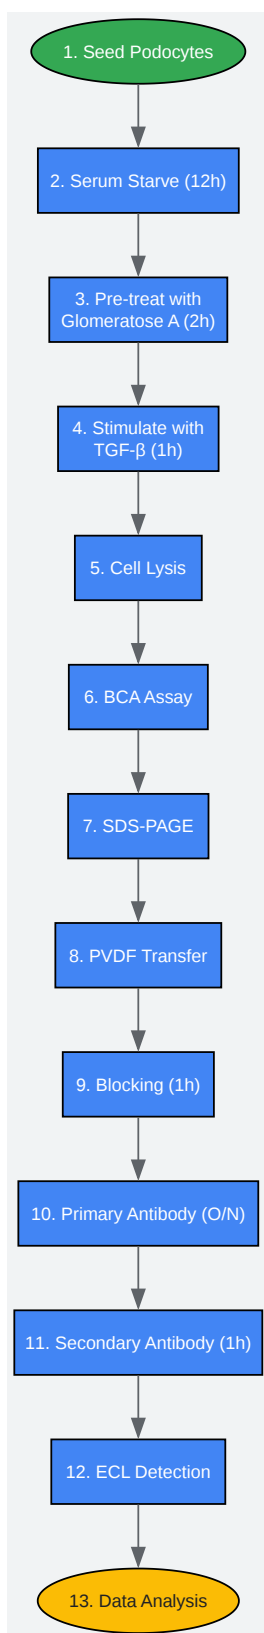 1. Seed Podocytes
2. Serum Starve (12h)
3. Pre-treat with
Glomeratose A (2h)
4. Stimulate with
TGF-β (1h)
5. Cell Lysis
6. BCA Assay
7. SDS-PAGE
8. PVDF Transfer
9. Blocking (1h)
10. Primary Antibody (O/N)
11. Secondary Antibody (1h)
12. ECL Detection
13. Data Analysis